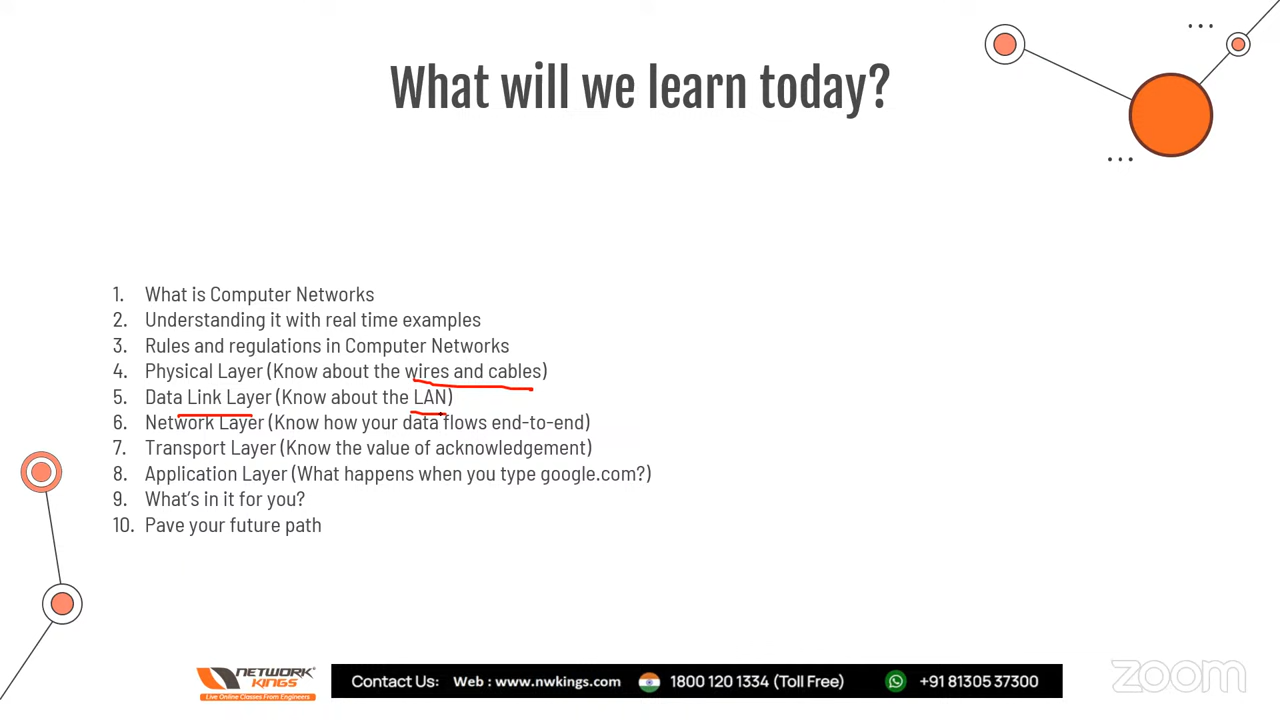 What will we learn today?
1. What is Computer Networks
2. Understanding it with real time examples
3. Rules and regulations in Computer Networks
4. Physical Layer (Know about the wires and cables)
5. Data Link Layer (Know about the LAN)
6. Network Layer (Know how your data flows end-to-end)
7. Transport Layer (Know the value of acknowledgement)
8. Application Layer (What happens when you type google.com?)
9. What's in it for you?
10. Pave your future path
NETWORK KINGS
Live Online Classes From Engineers
Contact Us: Web : www.nwkings.com 1800 120 1334 (Toll Free) +91 81305 37300
zoom